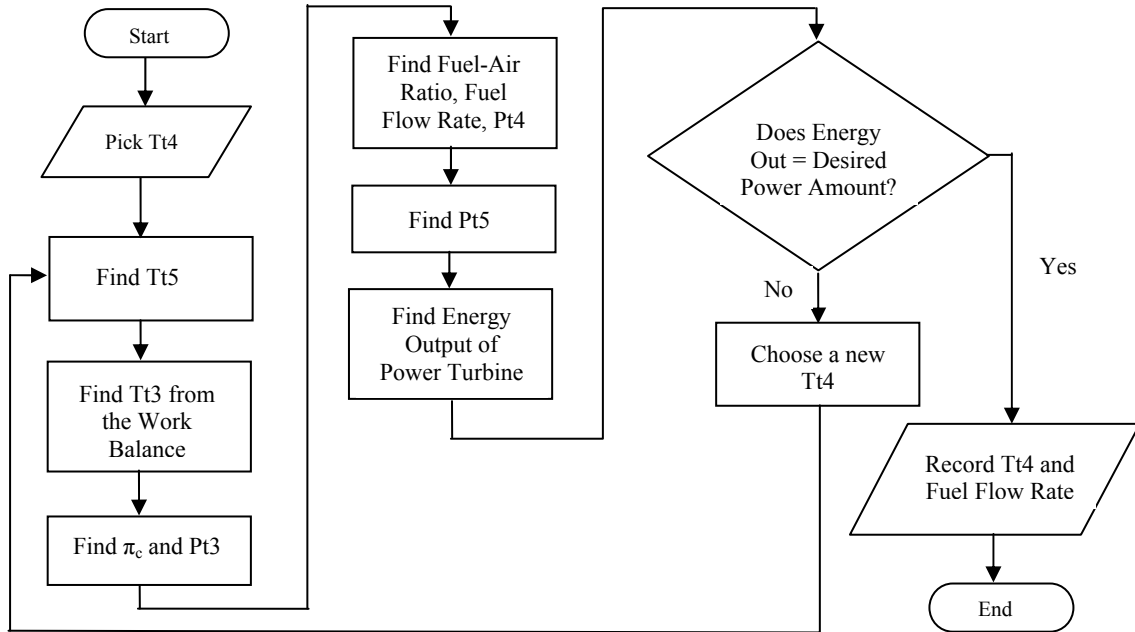 Start
Pick Tt4
Find Tt5
Find Tt3 from
the Work
Balance
Find πc and Pt3
Find Fuel-Air
Ratio, Fuel
Flow Rate, Pt4
Find Pt5
Find Energy
Output of
Power Turbine
Does Energy
Out = Desired
Power Amount?
No
Yes
Choose a new
Tt4
Record Tt4 and
Fuel Flow Rate
End